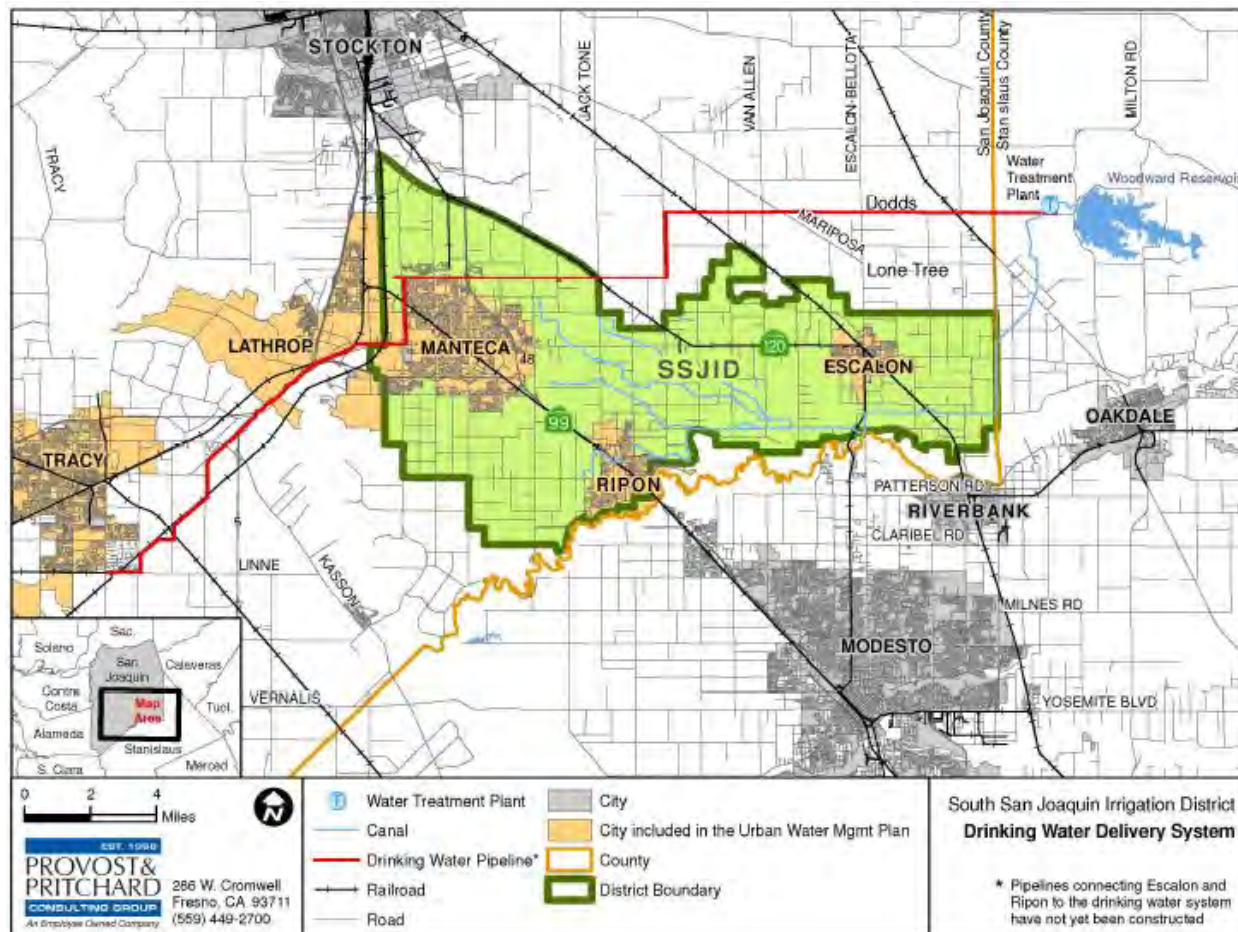 STOCKTON
JACK TONE
VAN ALLEN
ESCALON-BELLOTA
San Joaquin County
Stanislaus County
MILTON RD
TRACY
Water
Treatment
Plant
Woodward Reservoir
Dodds
MARIPOSA
Lone Tree
LATHROP
MANTECA
120
ESCALON
SSJID
99
OAKDALE
TRACY
RIPON
PATTERSON RD
RIVERBANK
CLARIBEL RD
LINNE
KASSON
MILNES RD
MODESTO
VERNALIS
YOSEMITE BLVD
Sac.
Solano
San
Joaquin
Calaveras
Contra
Costa
Map
Area
Tuol.
Alameda
Stanislaus
S. Clara
Merced
0 2 4
Miles
N
EST. 1968
PROVOST&
PRITCHARD
CONSULTING GROUP
An Employee Owned Company
286 W. Cromwell
Fresno, CA 93711
(559) 449-2700
T Water Treatment Plant
Canal
Drinking Water Pipeline*
Railroad
Road
City
City included in the Urban Water Mgmt Plan
County
District Boundary
South San Joaquin Irrigation District
Drinking Water Delivery System
* Pipelines connecting Escalon and
Ripon to the drinking water system
have not yet been constructed